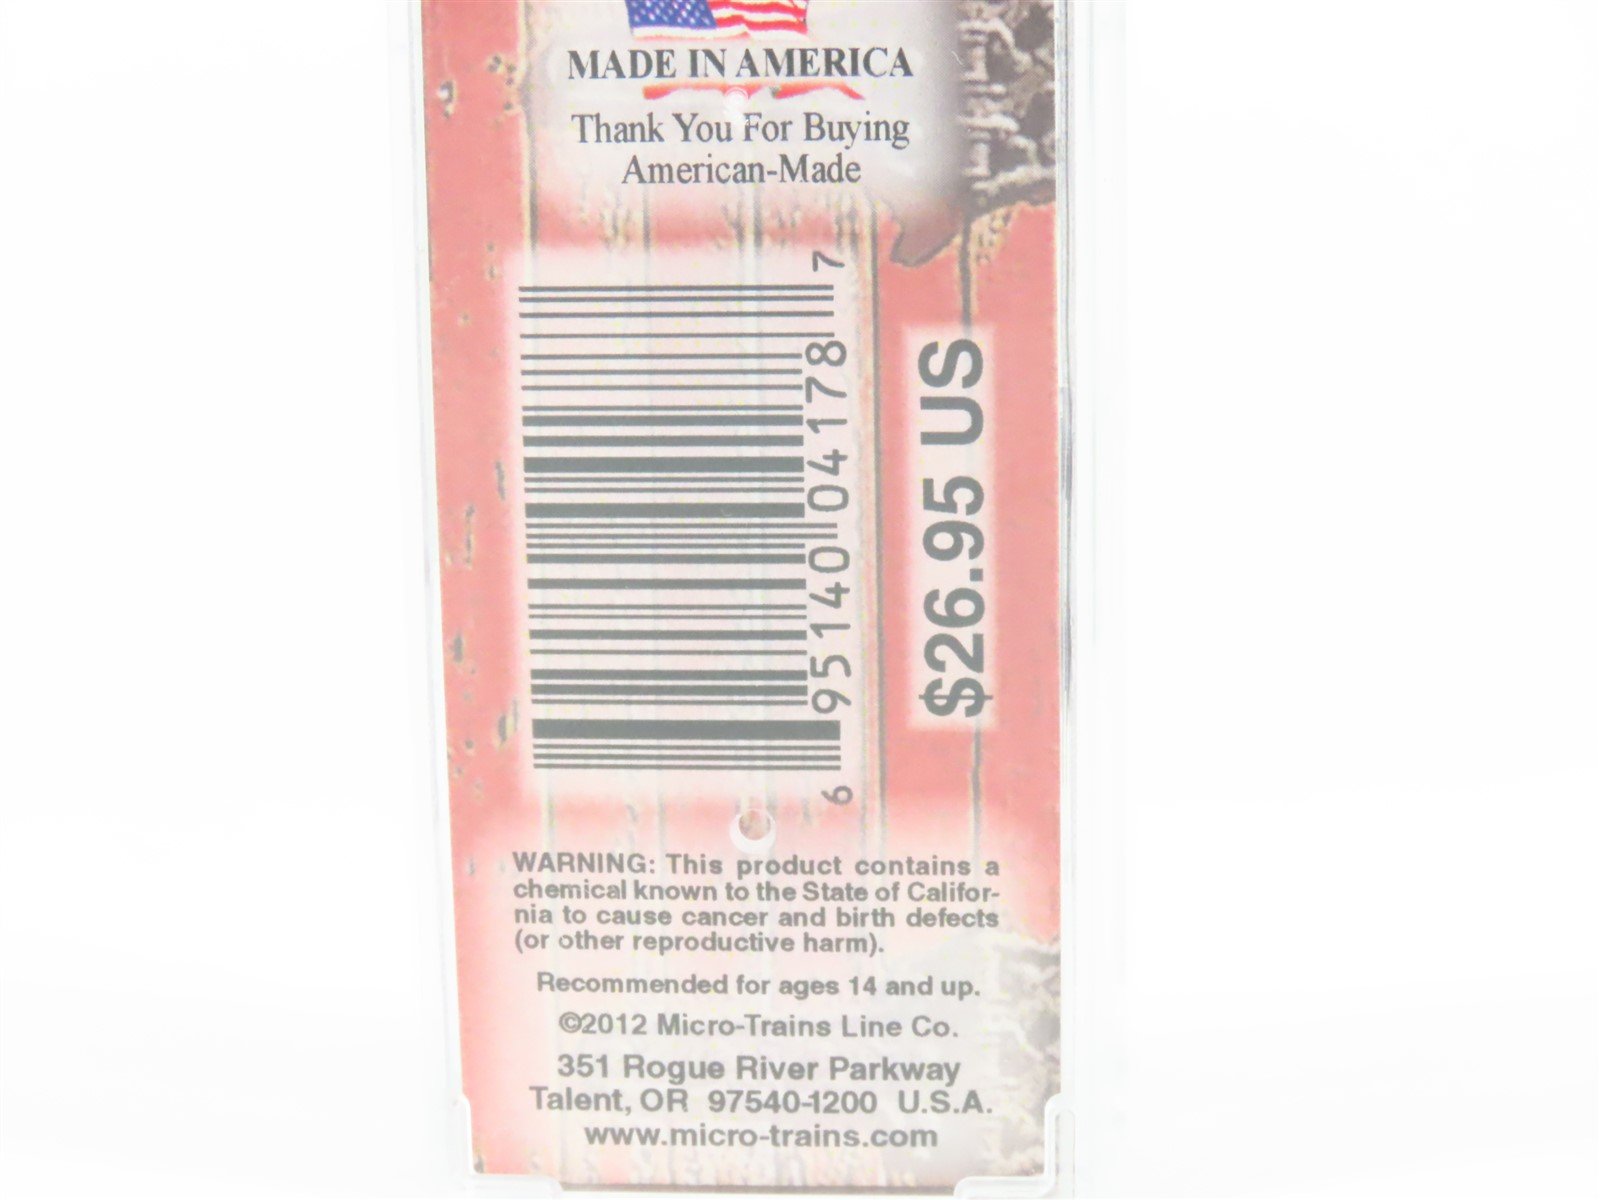 MADE IN AMERICA
Thank You For Buying
American-Made
6 95140 04178 7
$26.95 US
WARNING: This product contains a
chemical known to the State of Califor-
nia to cause cancer and birth defects
(or other reproductive harm).
Recommended for ages 14 and up.
©2012 Micro-Trains Line Co.
351 Rogue River Parkway
Talent, OR 97540-1200 U.S.A.
www.micro-trains.com